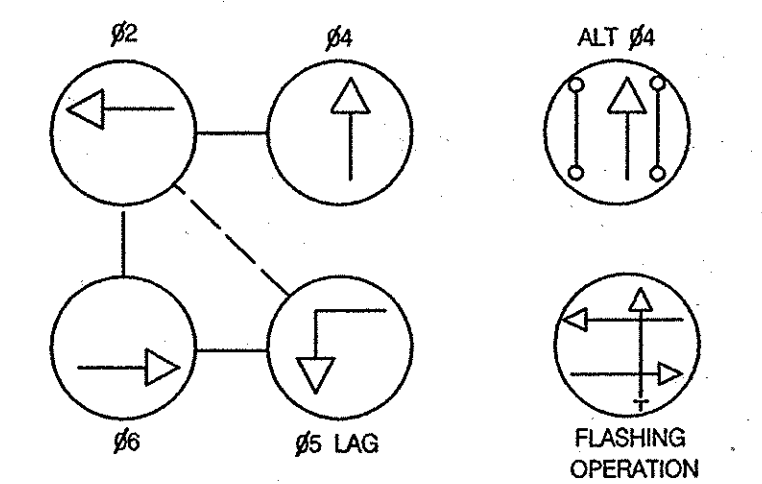 Ø2
Ø4
ALT Ø4
Ø6
Ø5 LAG
FLASHING
OPERATION